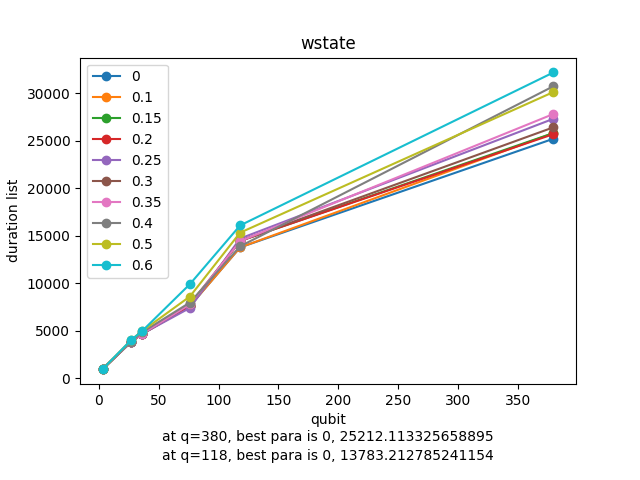 wstate
0
0.1
0.15
0.2
0.25
0.3
0.35
0.4
0.5
0.6
duration list
30000
25000
20000
15000
10000
5000
0
0 50 100 150 200 250 300 350
qubit
at q=380, best para is 0, 25212.113325658895
at q=118, best para is 0, 13783.212785241154